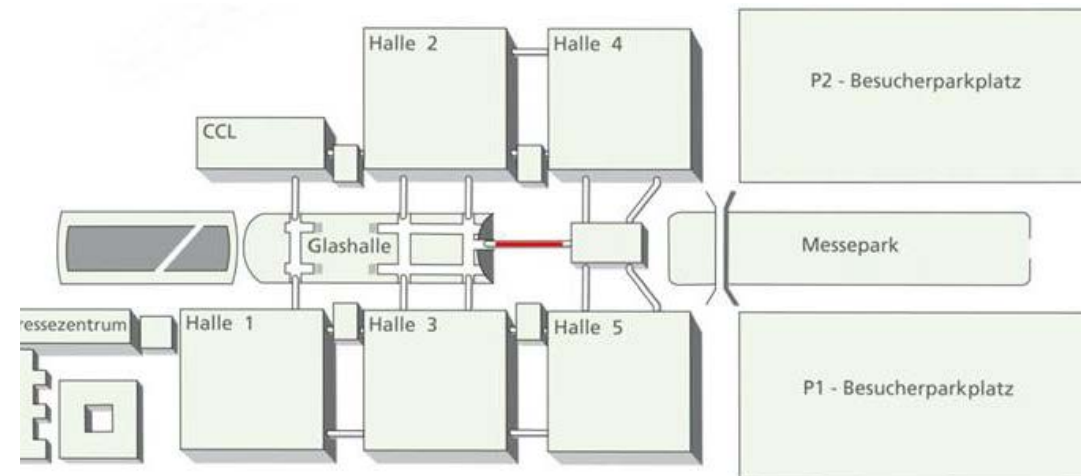 Halle 2
Halle 4
P2 - Besucherparkplatz
CCL
Glashalle
Messepark
ressezentrum
Halle 1
Halle 3
Halle 5
P1 - Besucherparkplatz